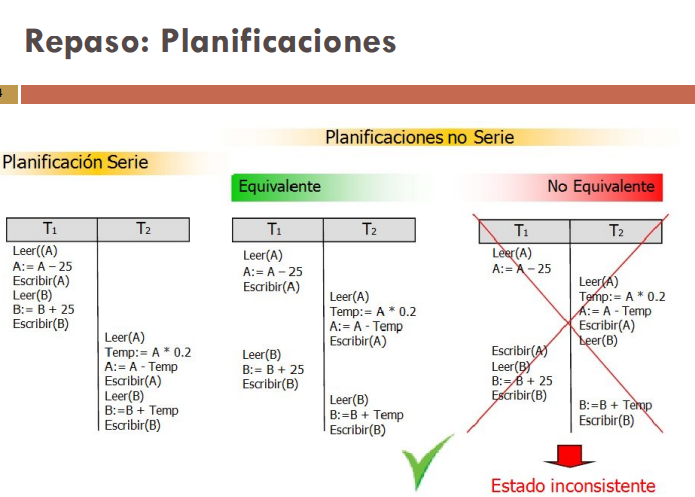 Repaso: Planificaciones
4
Planificaciones no Serie
Planificación Serie
Equivalente
No Equivalente
T1
T2
Leer((A)
A:= A – 25
Escribir(A)
Leer(B)
B:= B + 25
Escribir(B)
Leer(A)
Temp:= A * 0.2
A:= A - Temp
Escribir(A)
Leer(B)
B:=B + Temp
Escribir(B)
T1
T2
Leer(A)
A:= A – 25
Escribir(A)
Leer(A)
Temp:= A * 0.2
A:= A - Temp
Escribir(A)
Leer(B)
B:= B + 25
Escribir(B)
Leer(B)
B:=B + Temp
Escribir(B)
T1
T2
Leer(A)
A:= A – 25
Leer(A)
Temp:= A * 0.2
A:= A - Temp
Escribir(A)
Leer(B)
Escribir(A)
Leer(B)
B:= B + 25
Escribir(B)
B:=B + Temp
Escribir(B)
Estado inconsistente